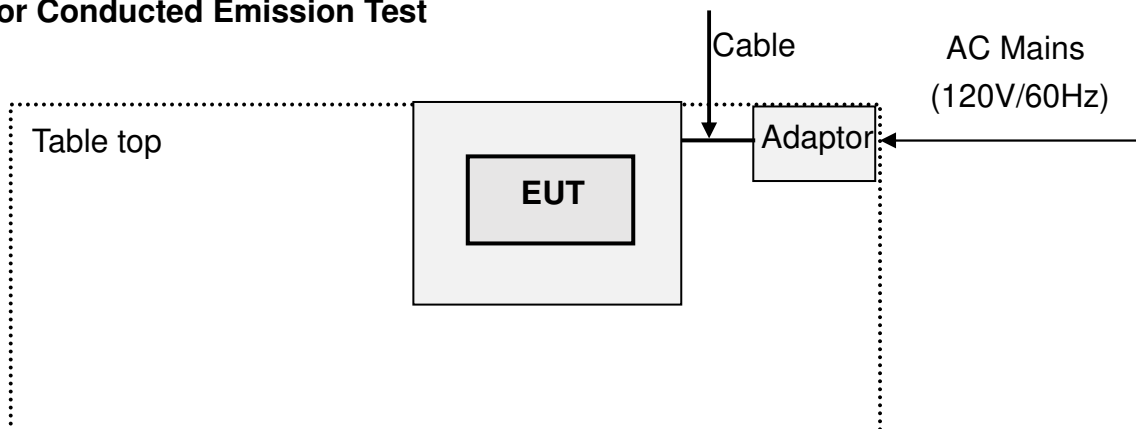 or Conducted Emission Test
Cable
AC Mains
(120V/60Hz)
Table top
Adaptor
EUT